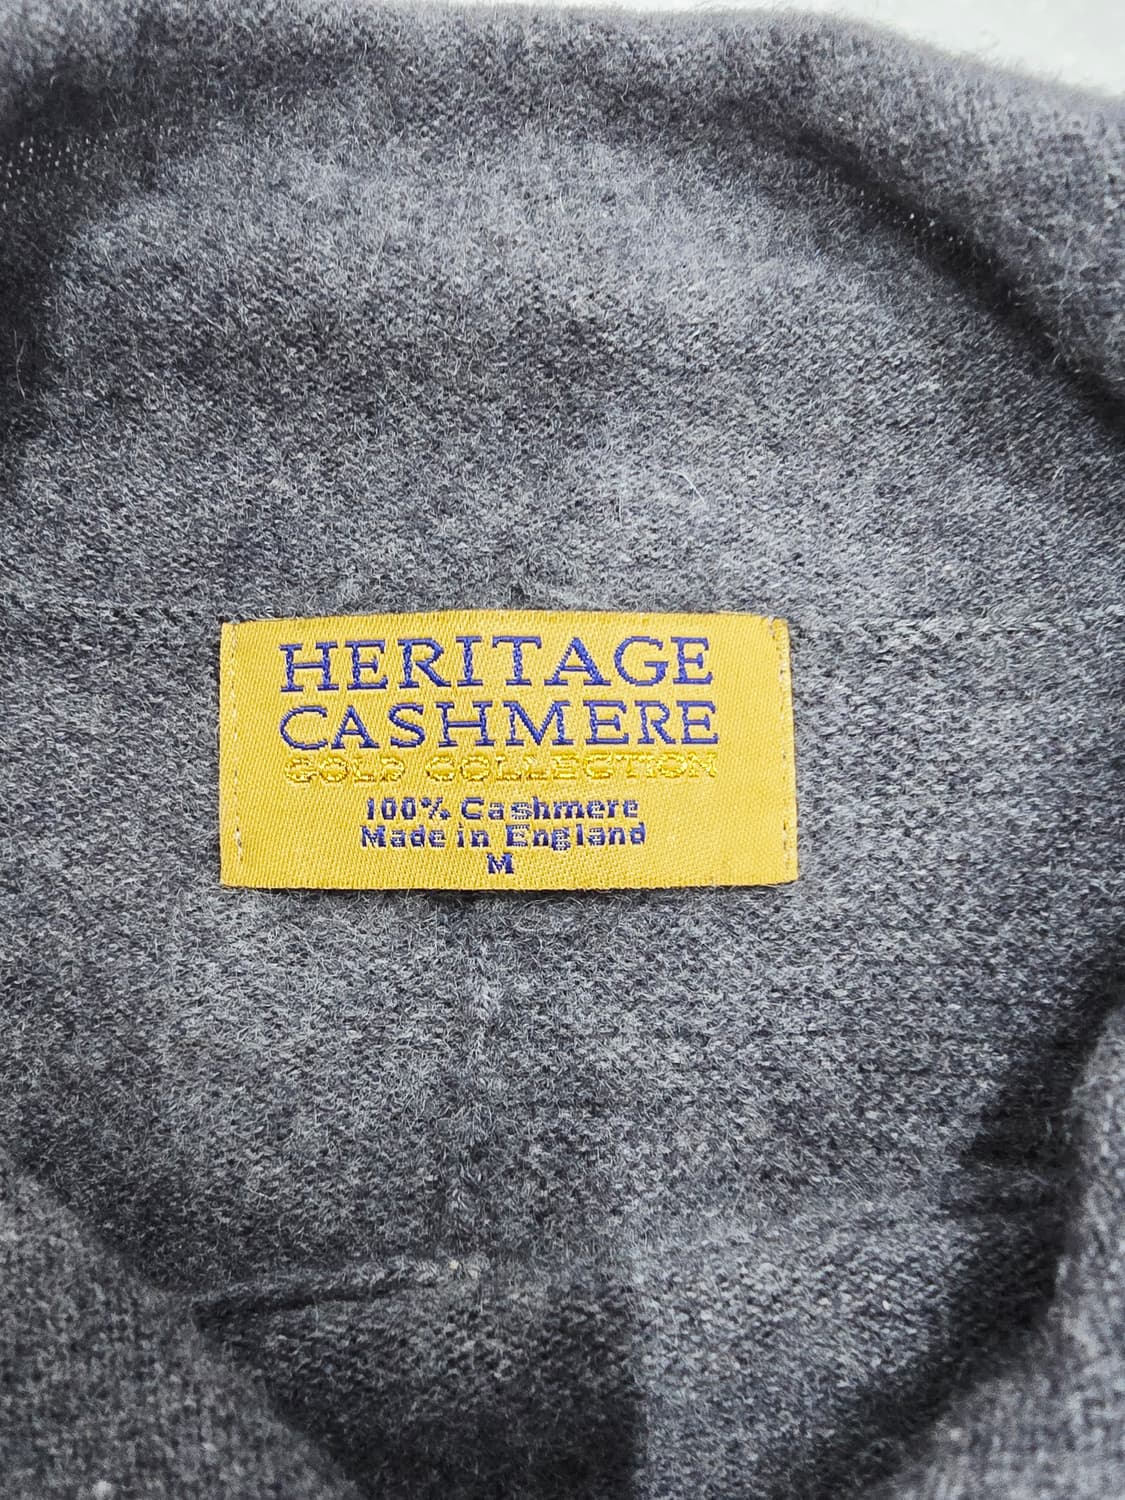 HERITAGE
CASHMERE
GOLD COLLECTION
100% Cashmere
Made in England
M